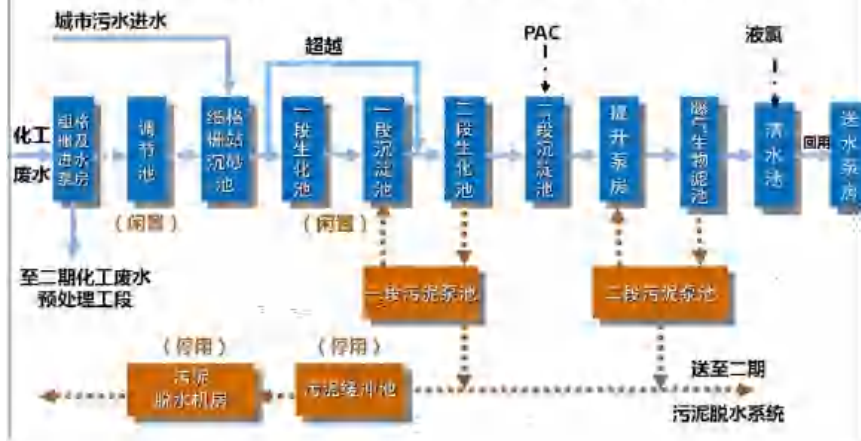 城市污水进水
超越
PAC
液氯
化工
废水
粗格
栅及
进水
泵房
调节池
细格
栅站
沉砂
池
一段生化池
一段沉淀池
二段生化池
二段沉淀池
提升泵房
曝气生物滤池
清水池
回用
送水泵房
（闲置）
（闲置）
至二期化工废水
预处理工段
一段污泥泵池
二段污泥泵池
（停用）
（停用）
污泥
脱水机房
污泥缓冲池
送至二期
污泥脱水系统